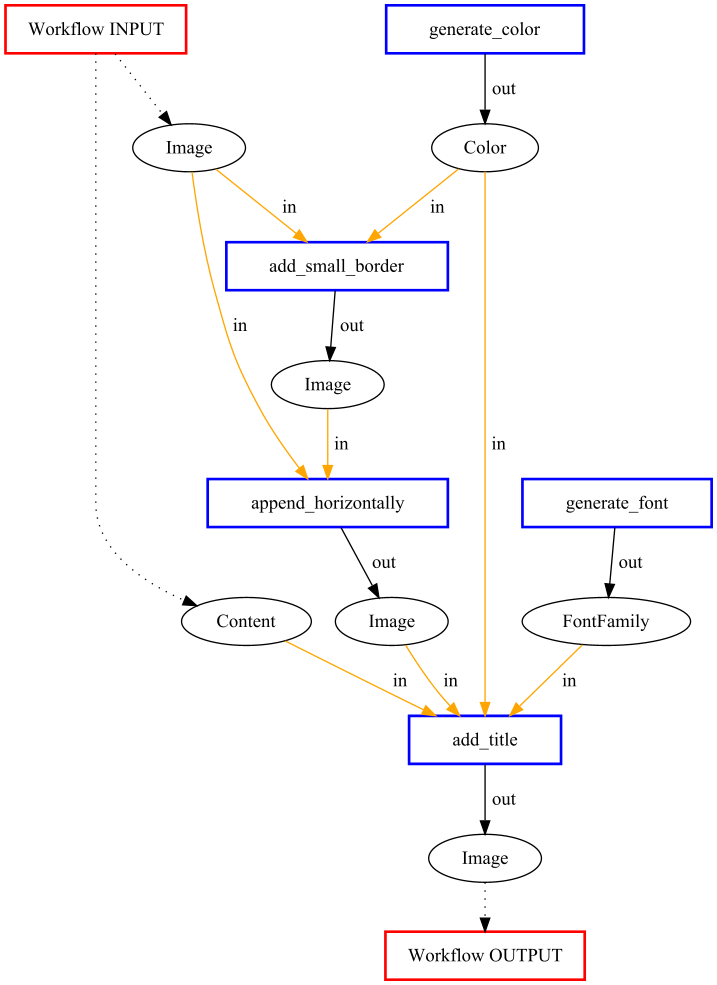 Workflow INPUT
generate_color
out
Image
Color
in
in
add_small_border
in
out
Image
in
in
append_horizontally
generate_font
out
out
Content
Image
FontFamily
in
in
in
add_title
out
Image
Workflow OUTPUT